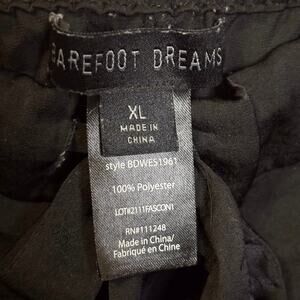 BAREFOOT DREAMS
XL
MADE IN
CHINA
style BDWES1961
100% Polyester
LOT#2111FASCON1
RN#111248
Made in China/
Fabriqué en Chine